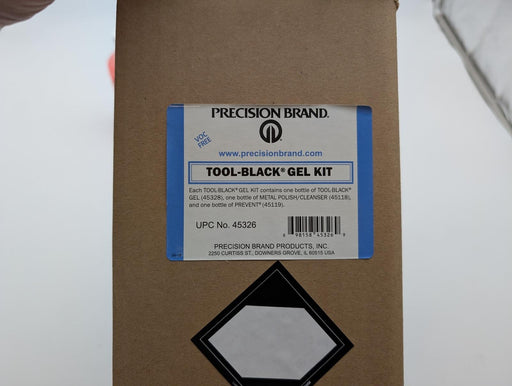 PRECISION BRAND.
VOC
FREE
www.precisionbrand.com
TOOL-BLACK® GEL KIT
Each TOOL-BLACK® GEL KIT contains one bottle of TOOL-BLACK®
GEL (45328), one bottle of METAL POLISH/CLEANSER (45118),
and one bottle of PREVENT® (45119).
UPC No. 45326
98158 45326
PRECISION BRAND PRODUCTS, INC.
2250 CURTISS ST., DOWNERS GROVE, IL 60515 USA